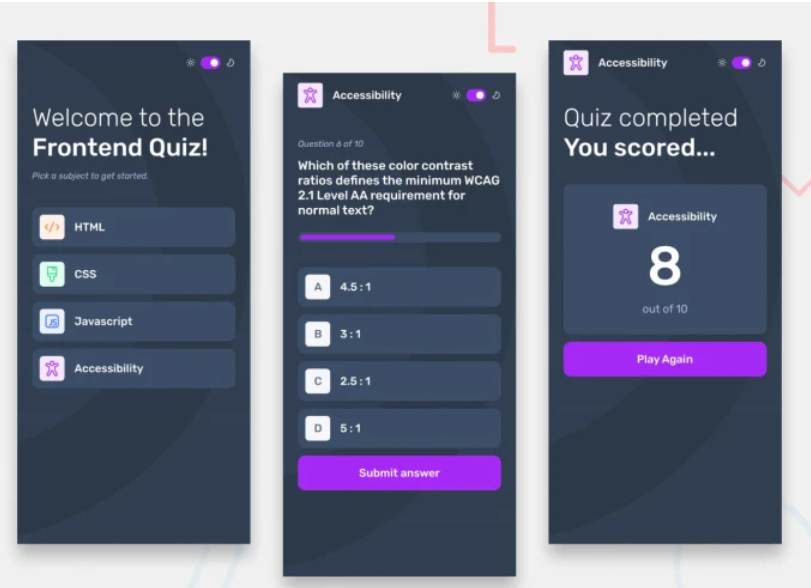 Welcome to the
Frontend Quiz!
Pick a subject to get started.
</> HTML
CSS
JS Javascript
Accessibility
Accessibility
Question 6 of 10
Which of these color contrast
ratios defines the minimum WCAG
2.1 Level AA requirement for
normal text?
A 4.5 : 1
B 3 : 1
C 2.5 : 1
D 5 : 1
Submit answer
Accessibility
Quiz completed
You scored...
Accessibility
8
out of 10
Play Again